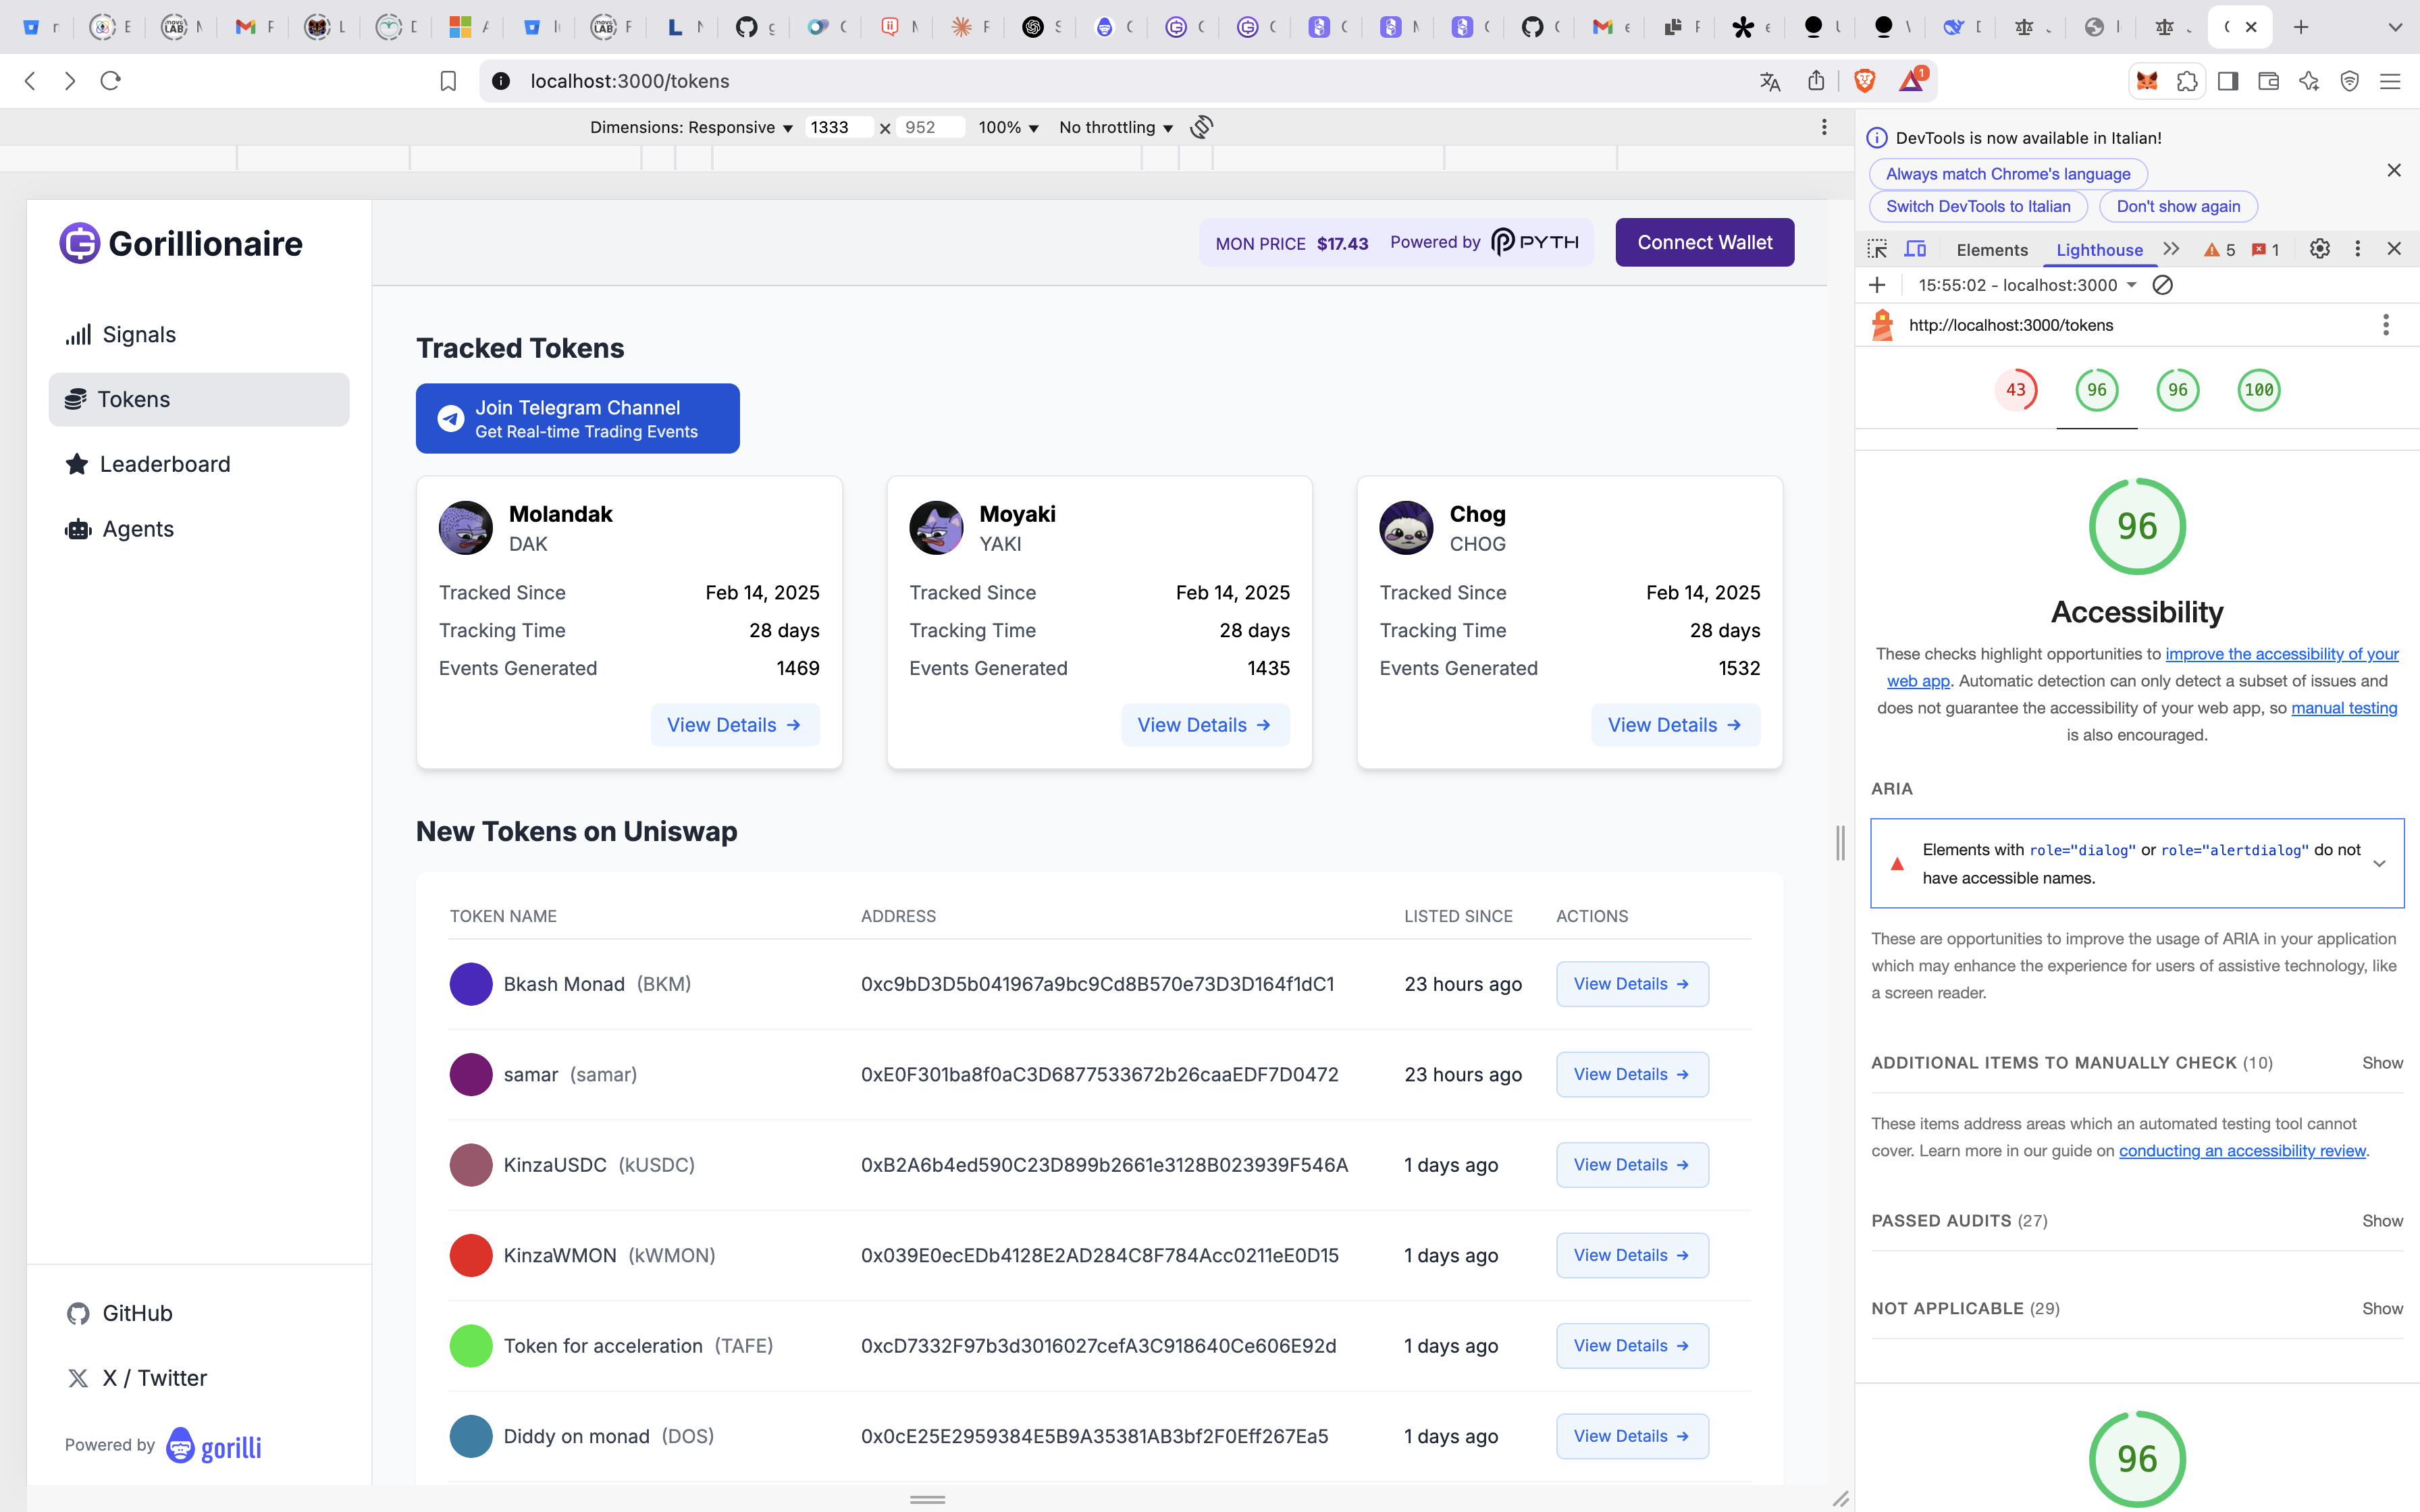 localhost:3000/tokens
1
Dimensions: Responsive
1333 × 952
100%
No throttling
Gorillionaire
Signals
Tokens
Leaderboard
Agents
GitHub
X / Twitter
Powered by gorilli
MON PRICE $17.43 Powered by PYTH
Connect Wallet
Tracked Tokens
Join Telegram Channel
Get Real-time Trading Events
Molandak
DAK
Tracked Since Feb 14, 2025
Tracking Time 28 days
Events Generated 1469
View Details →
Moyaki
YAKI
Tracked Since Feb 14, 2025
Tracking Time 28 days
Events Generated 1435
View Details →
Chog
CHOG
Tracked Since Feb 14, 2025
Tracking Time 28 days
Events Generated 1532
View Details →
New Tokens on Uniswap
TOKEN NAME ADDRESS LISTED SINCE ACTIONS
Bkash Monad (BKM) 0xc9bD3D5b041967a9bc9Cd8B570e73D3D164f1dC1 23 hours ago View Details →
samar (samar) 0xE0F301ba8f0aC3D6877533672b26caaEDF7D0472 23 hours ago View Details →
KinzaUSDC (kUSDC) 0xB2A6b4ed590C23D899b2661e3128B023939F546A 1 days ago View Details →
KinzaWMON (kWMON) 0x039E0ecEDb4128E2AD284C8F784Acc0211eE0D15 1 days ago View Details →
Token for acceleration (TAFE) 0xcD7332F97b3d3016027cefA3C918640Ce606E92d 1 days ago View Details →
Diddy on monad (DOS) 0x0cE25E2959384E5B9A35381AB3bf2F0Eff267Ea5 1 days ago View Details →
DevTools is now available in Italian!
Always match Chrome's language
Switch DevTools to Italian
Don't show again
Elements
Lighthouse
5
1
15:55:02 - localhost:3000
http://localhost:3000/tokens
43 96 96 100
96
Accessibility
These checks highlight opportunities to improve the accessibility of your
web app. Automatic detection can only detect a subset of issues and
does not guarantee the accessibility of your web app, so manual testing
is also encouraged.
ARIA
Elements with role="dialog" or role="alertdialog" do not
have accessible names.
These are opportunities to improve the usage of ARIA in your application
which may enhance the experience for users of assistive technology, like
a screen reader.
ADDITIONAL ITEMS TO MANUALLY CHECK (10) Show
These items address areas which an automated testing tool cannot
cover. Learn more in our guide on conducting an accessibility review.
PASSED AUDITS (27) Show
NOT APPLICABLE (29) Show
96